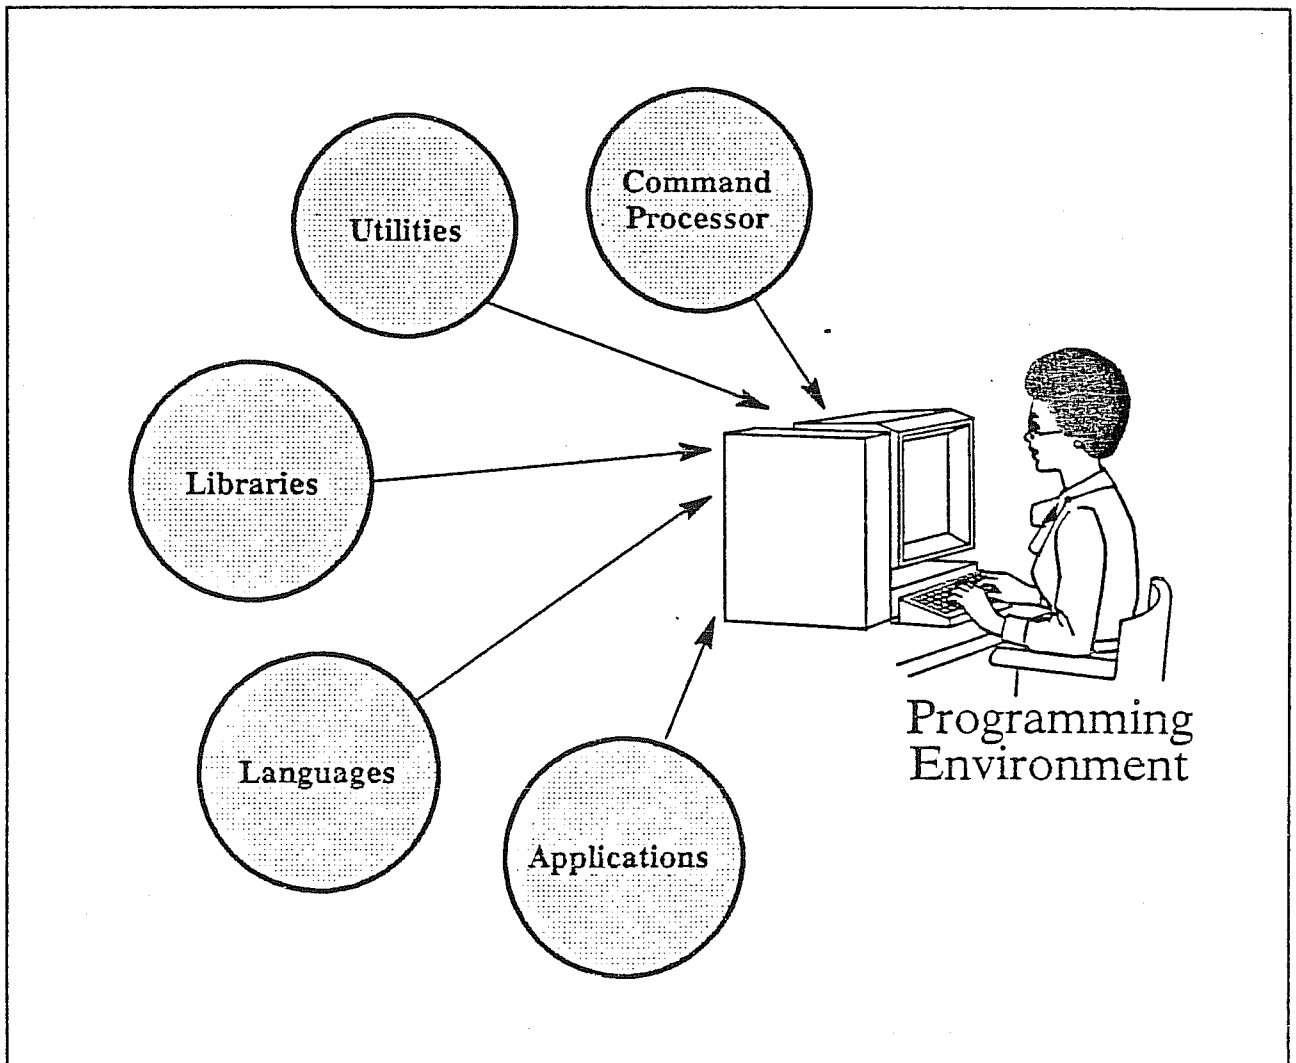 Command
Processor
Utilities
Libraries
Languages
Applications
Programming
Environment